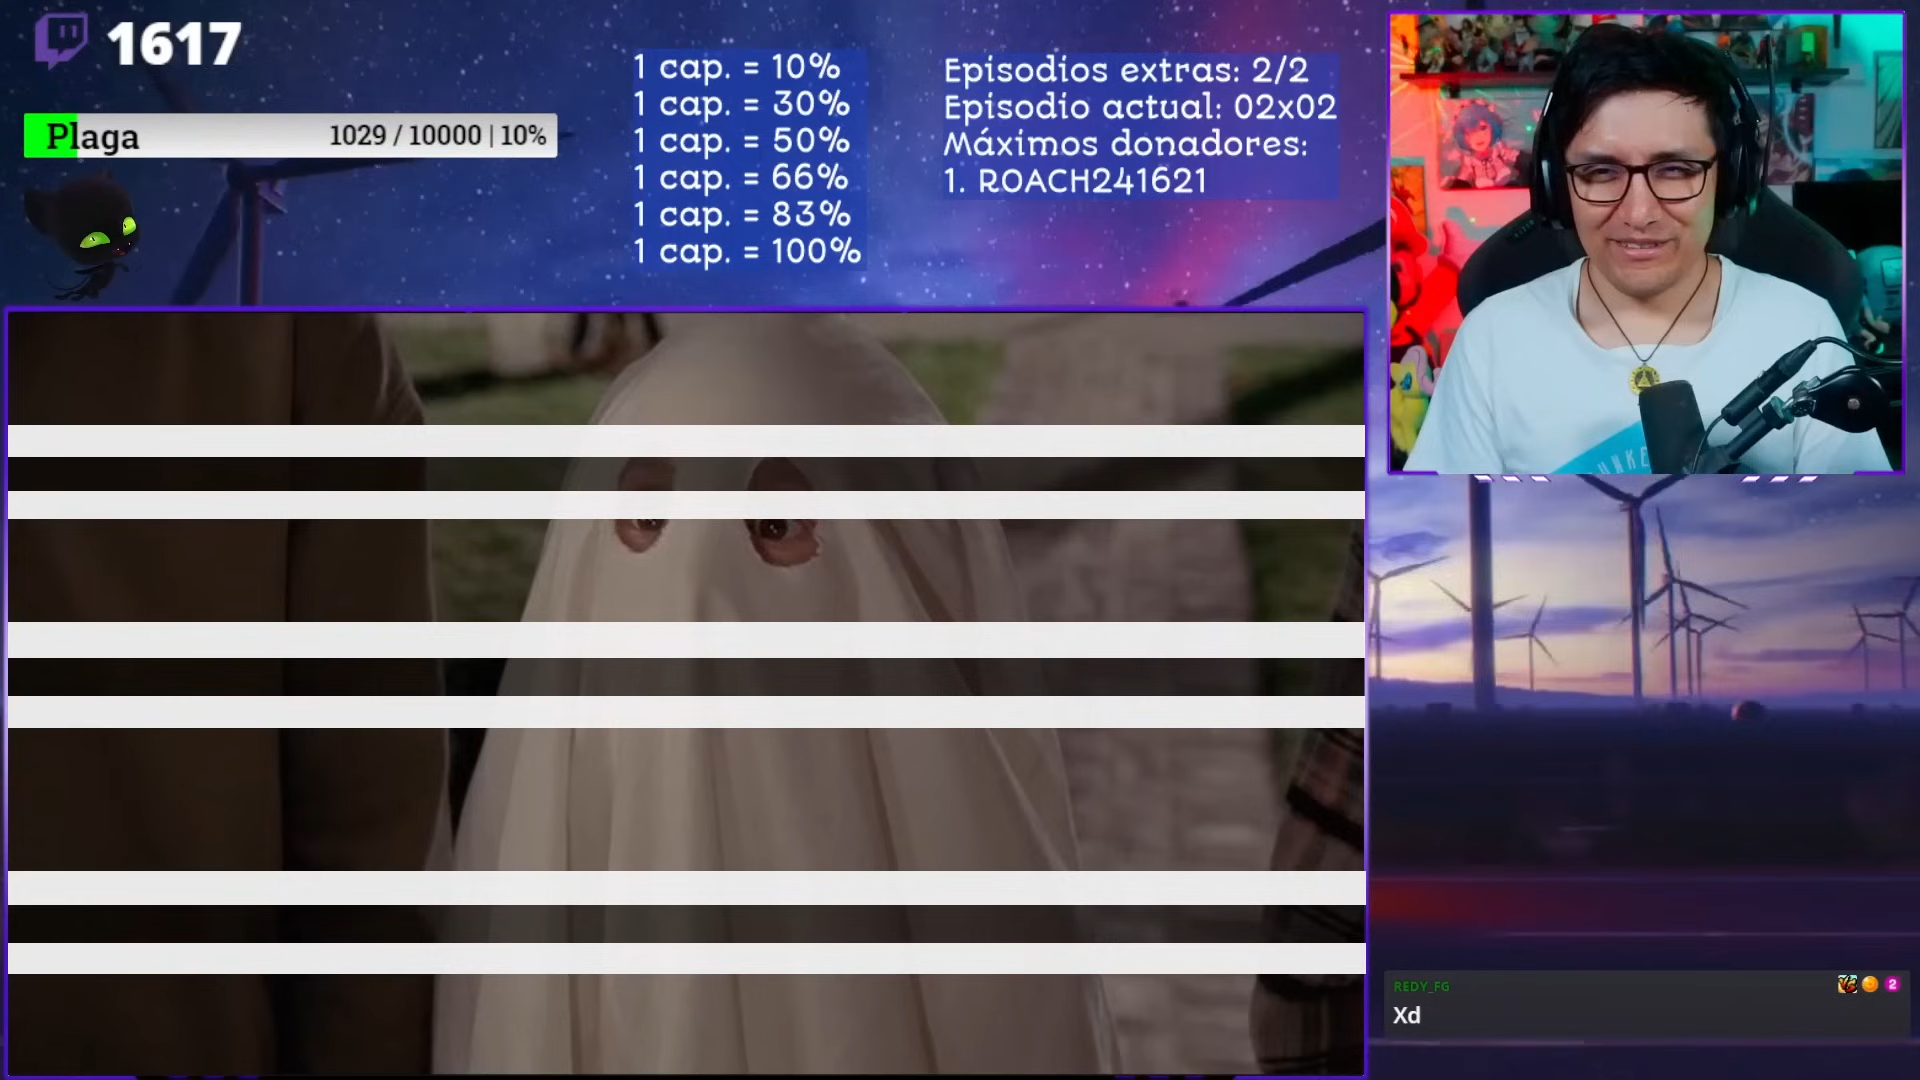 1617
Plaga
1029 / 10000 | 10%
1 cap. = 10%
1 cap. = 30%
1 cap. = 50%
1 cap. = 66%
1 cap. = 83%
1 cap. = 100%
Episodios extras: 2/2
Episodio actual: 02x02
Máximos donadores:
1. ROACH241621
REDY_FG
2
Xd